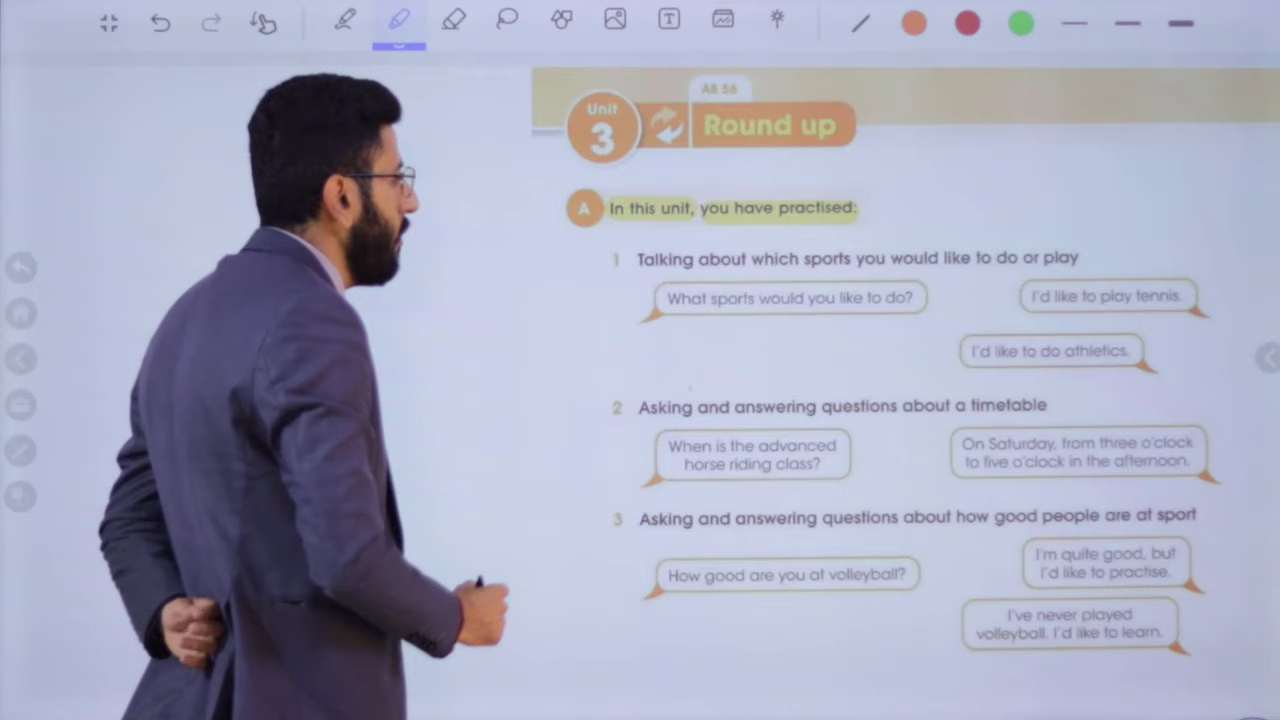 AB 56
Unit
3
Round up
A In this unit, you have practised:
1 Talking about which sports you would like to do or play
What sports would you like to do?
I'd like to play tennis.
I'd like to do athletics.
2 Asking and answering questions about a timetable
When is the advanced
horse riding class?
On Saturday, from three o'clock
to five o'clock in the afternoon.
3 Asking and answering questions about how good people are at sport
How good are you at volleyball?
I'm quite good, but
I'd like to practise.
I've never played
volleyball. I'd like to learn.